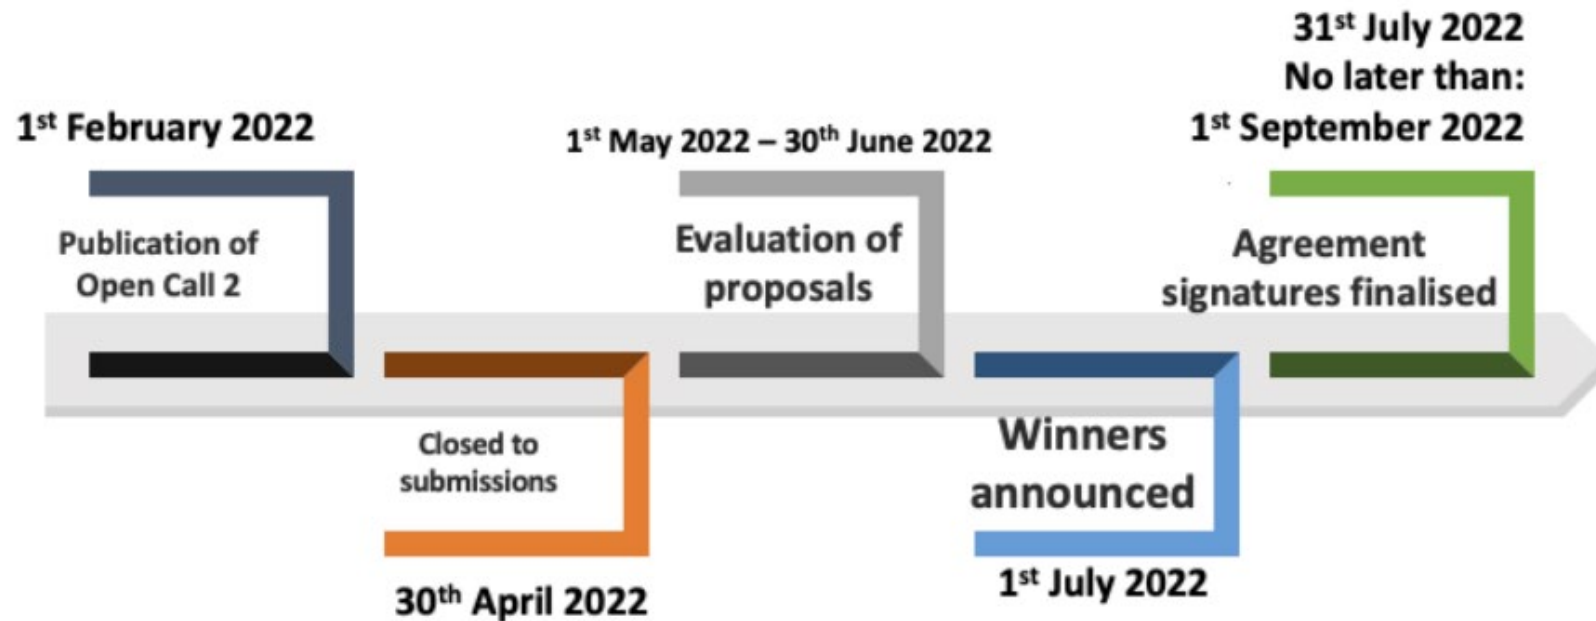 1st February 2022
Publication of
Open Call 2
Closed to
submissions
30th April 2022
1st May 2022 – 30th June 2022
Evaluation of
proposals
Winners
announced
1st July 2022
31st July 2022
No later than:
1st September 2022
Agreement
signatures finalised